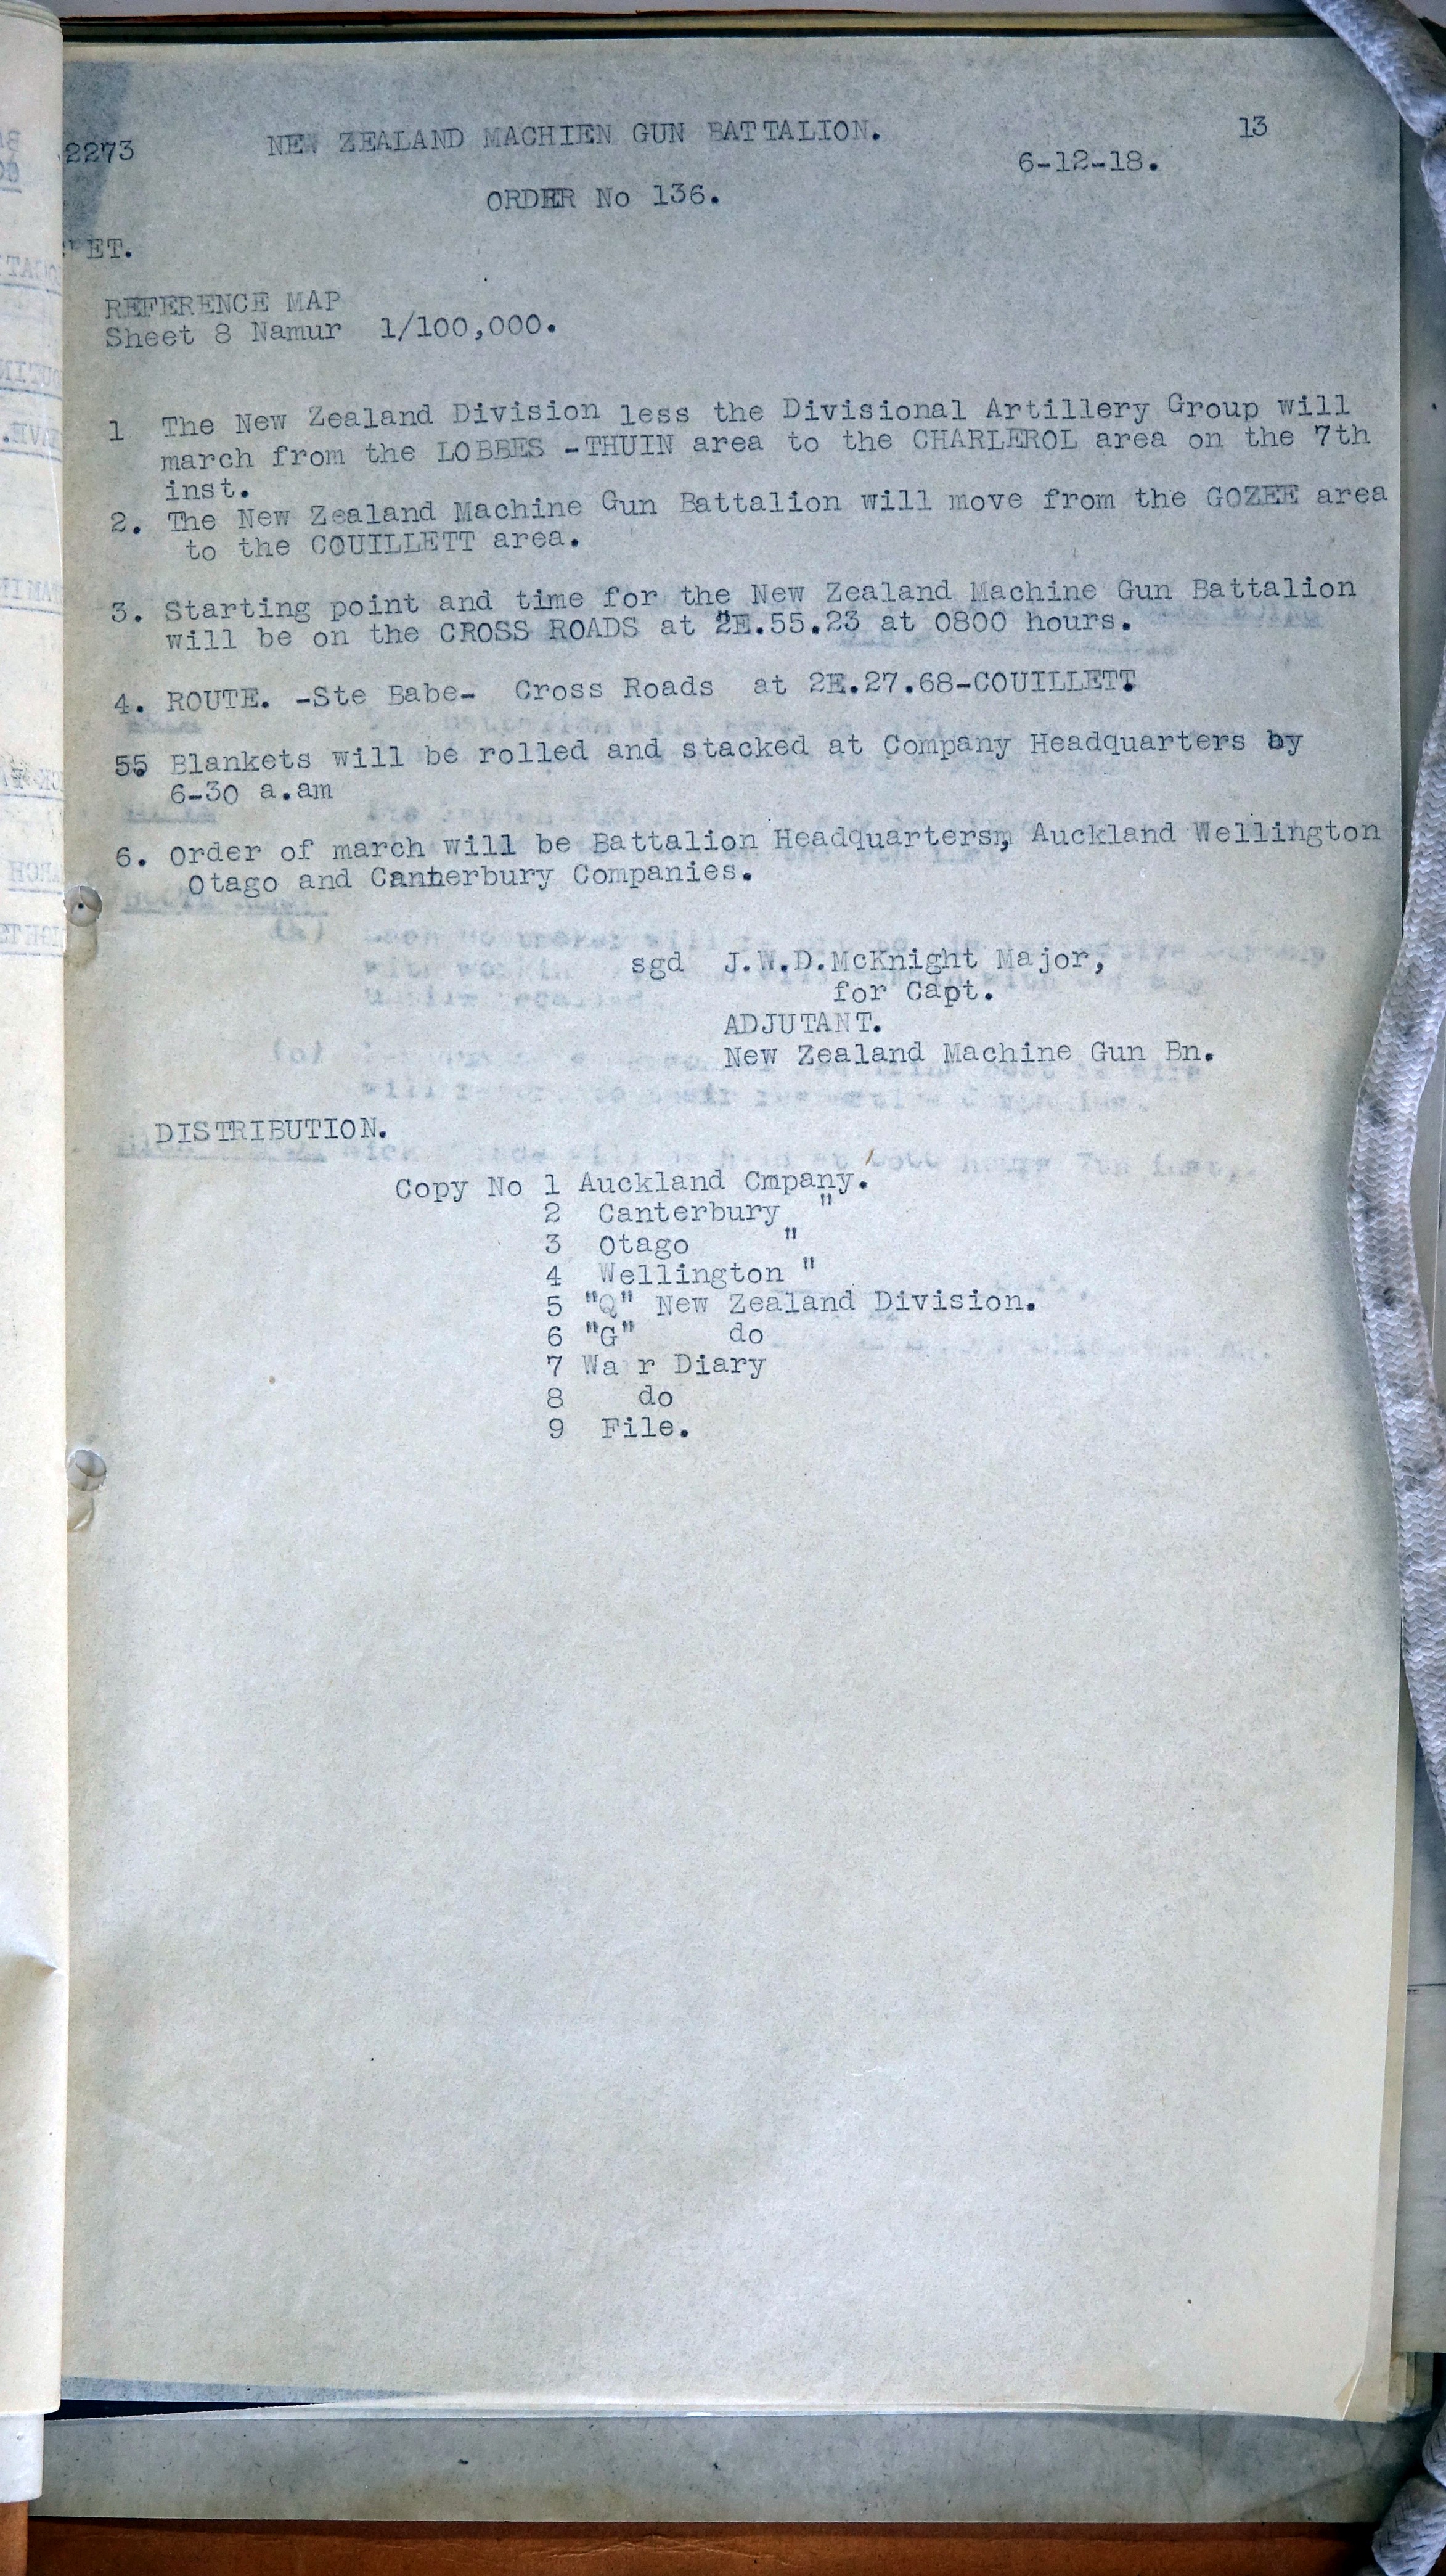 13
2273 NEW ZEALAND MACHIEN GUN BATTALION.
6-12-18.
ORDER No 136.
ET.
REFERENCE MAP
Sheet 8 Namur 1/100,000.
1 The New Zealand Division less the Divisional Artillery Group will
march from the LOBBES -THUIN area to the CHARLEROL area on the 7th
inst.
2. The New Zealand Machine Gun Battalion will move from the GOZEE area
to the COUILLETT area.
3. Starting point and time for the New Zealand Machine Gun Battalion
will be on the CROSS ROADS at 2E.55.23 at 0800 hours.
4. ROUTE. -Ste Babe- Cross Roads at 2E.27.68-COUILLETT.
55 Blankets will be rolled and stacked at Company Headquarters by
6-30 a.am
6. Order of march will be Battalion Headquartersm, Auckland Wellington
Otago and Canterbury Companies.
sgd J.W.D.McKnight Major,
for Capt.
ADJUTANT.
New Zealand Machine Gun Bn.
DISTRIBUTION.
Copy No 1 Auckland Cmpany.
2 Canterbury "
3 Otago "
4 Wellington "
5 "Q" New Zealand Division.
6 "G" do
7 Wa r Diary
8 do
9 File.